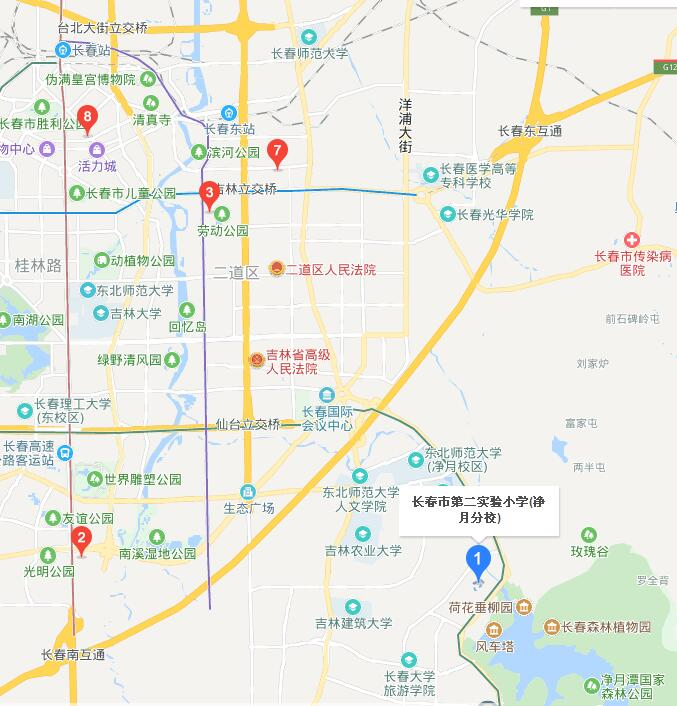 G1
台北大街立交桥
长春站
长春师范大学
G12
伪满皇宫博物院
长春市胜利公园
8
清真寺
洋浦大街
长春东站
长春东互通
物中心
活力城
滨河公园
7
长春医学高等
专科学校
长春市儿童公园
3
吉林立交桥
劳动公园
长春光华学院
长春市传染病
医院
桂林路
动植物公园
二道区
二道区人民法院
东北师范大学
吉林大学
回忆岛
南湖公园
前石碑岭屯
绿野清风园
吉林省高级
人民法院
刘家炉
长春理工大学
(东校区)
长春国际
会议中心
仙台立交桥
富家屯
长春高速
公路客运站
东北师范大学
(净月校区)
两半屯
世界雕塑公园
东北师范大学
人文学院
生态广场
长春市第二实验小学(净
月分校)
友谊公园
2
南溪湿地公园
光明公园
吉林农业大学
1
玫瑰谷
罗全背
荷花垂柳园
吉林建筑大学
长春森林植物园
风车塔
长春南互通
长春大学
旅游学院
净月潭国家
森林公园